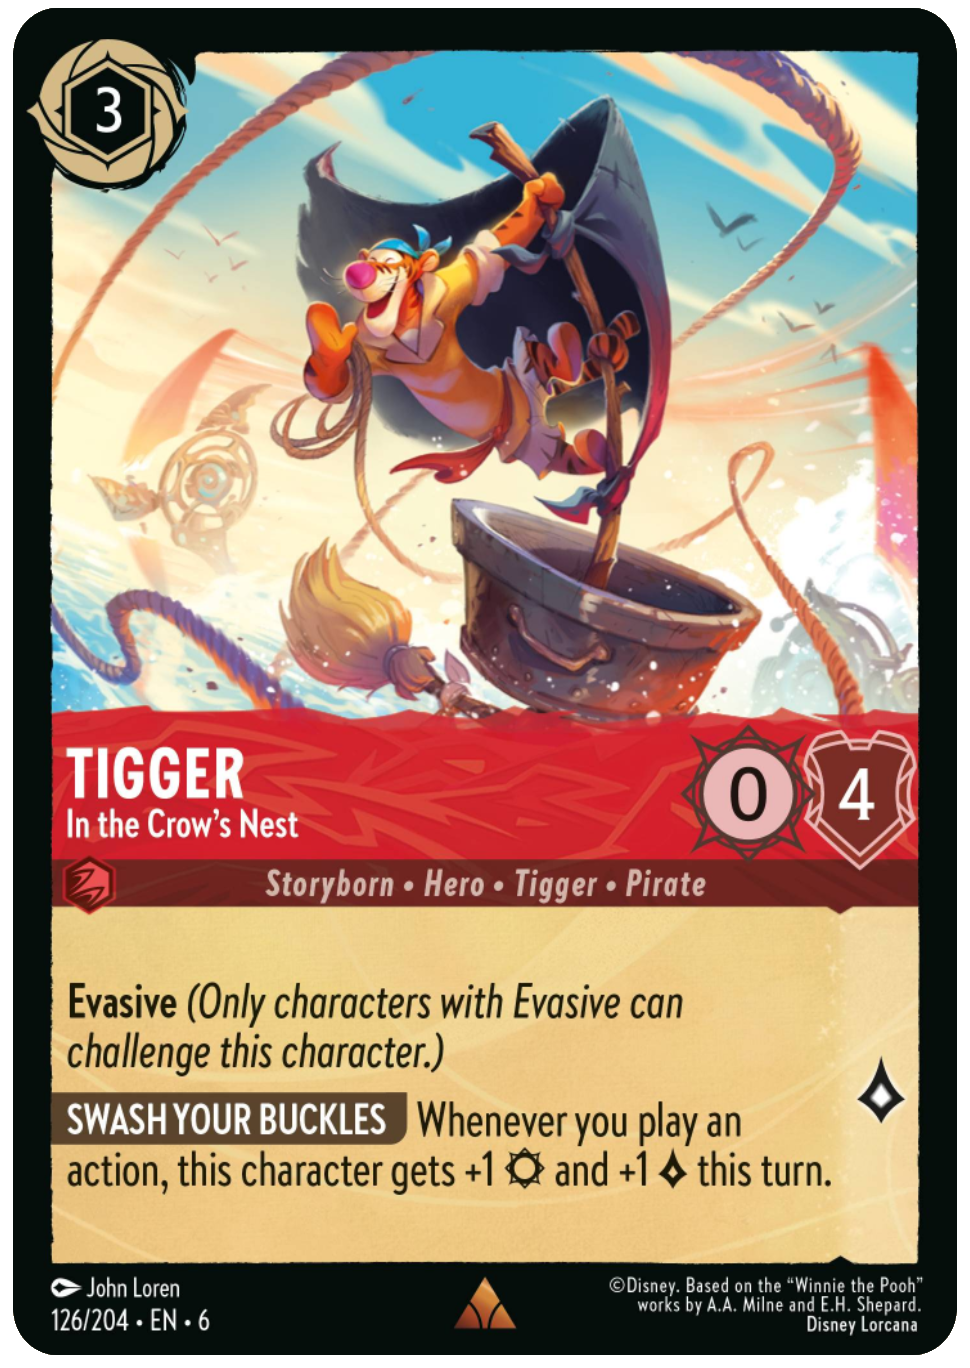 3
TIGGER
In the Crow's Nest
0
4
Storyborn • Hero • Tigger • Pirate
Evasive (Only characters with Evasive can
challenge this character.)
SWASH YOUR BUCKLES Whenever you play an
action, this character gets +1 and +1 this turn.
John Loren
126/204 • EN • 6
©Disney. Based on the “Winnie the Pooh”
works by A.A. Milne and E.H. Shepard.
Disney Lorcana